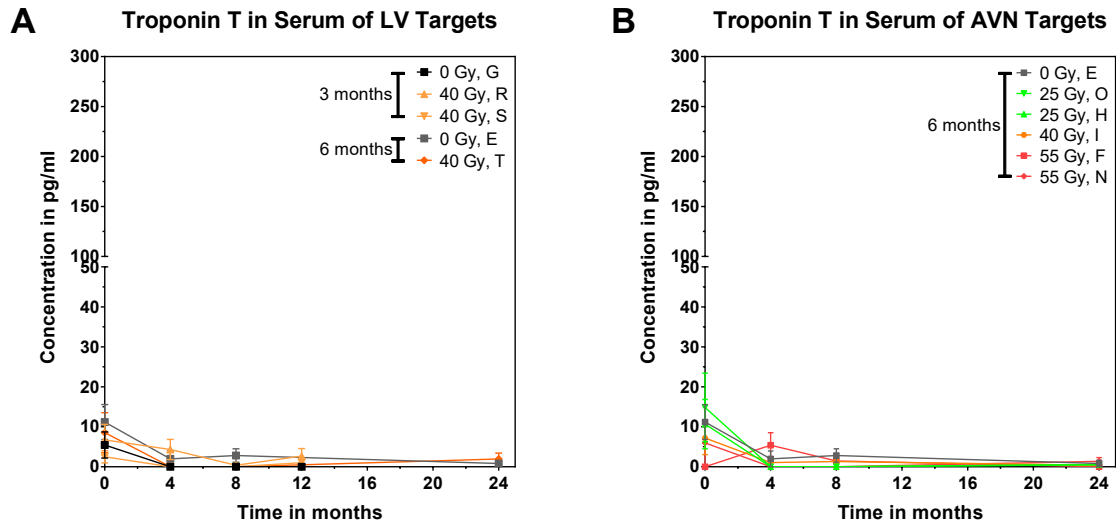 A Troponin T in Serum of LV Targets
300
250
200
150
100
50
40
30
20
10
0
Concentration in pg/ml
0 4 8 12 16 20 24
Time in months
3 months
6 months
0 Gy, G
40 Gy, R
40 Gy, S
0 Gy, E
40 Gy, T
B Troponin T in Serum of AVN Targets
300
250
200
150
100
50
40
30
20
10
0
Concentration in pg/ml
0 4 8 12 16 20 24
Time in months
6 months
0 Gy, E
25 Gy, O
25 Gy, H
40 Gy, I
55 Gy, F
55 Gy, N